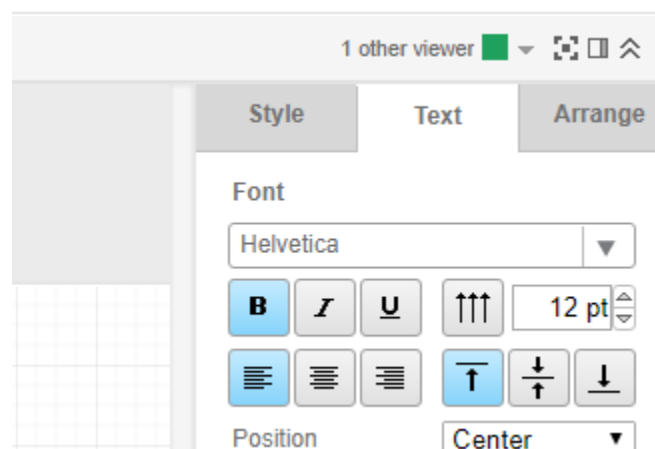 1 other viewer
Style Text Arrange
Font
Helvetica
B I U 12 pt
Position Center